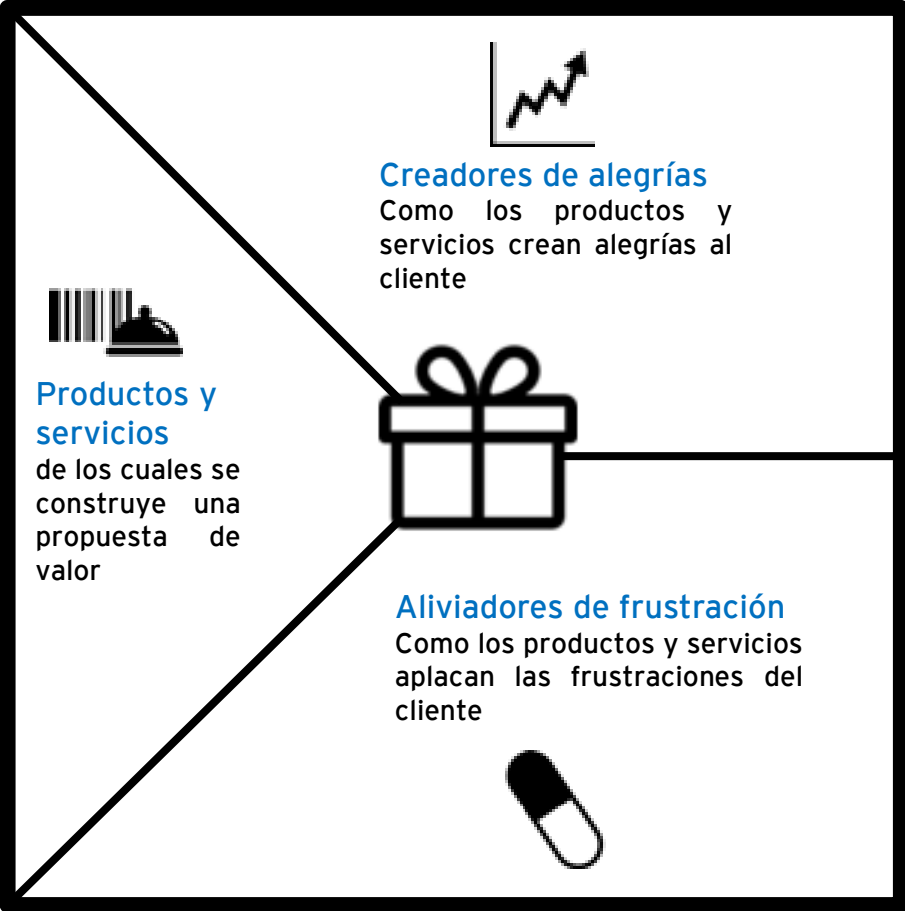 Creadores de alegrías
Como los productos y
servicios crean alegrías al
cliente
Productos y
servicios
de los cuales se
construye una
propuesta de
valor
Aliviadores de frustración
Como los productos y servicios
aplacan las frustraciones del
cliente